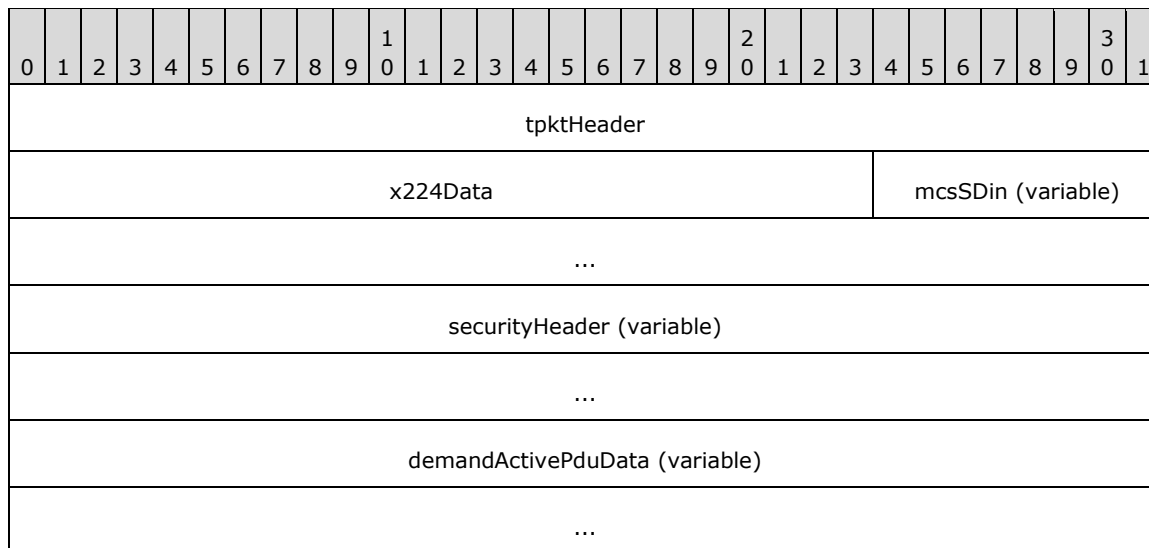 1 2 3
0 1 2 3 4 5 6 7 8 9 0 1 2 3 4 5 6 7 8 9 0 1 2 3 4 5 6 7 8 9 0 1
tpktHeader
x224Data mcsSDin (variable)
...
securityHeader (variable)
...
demandActivePduData (variable)
...